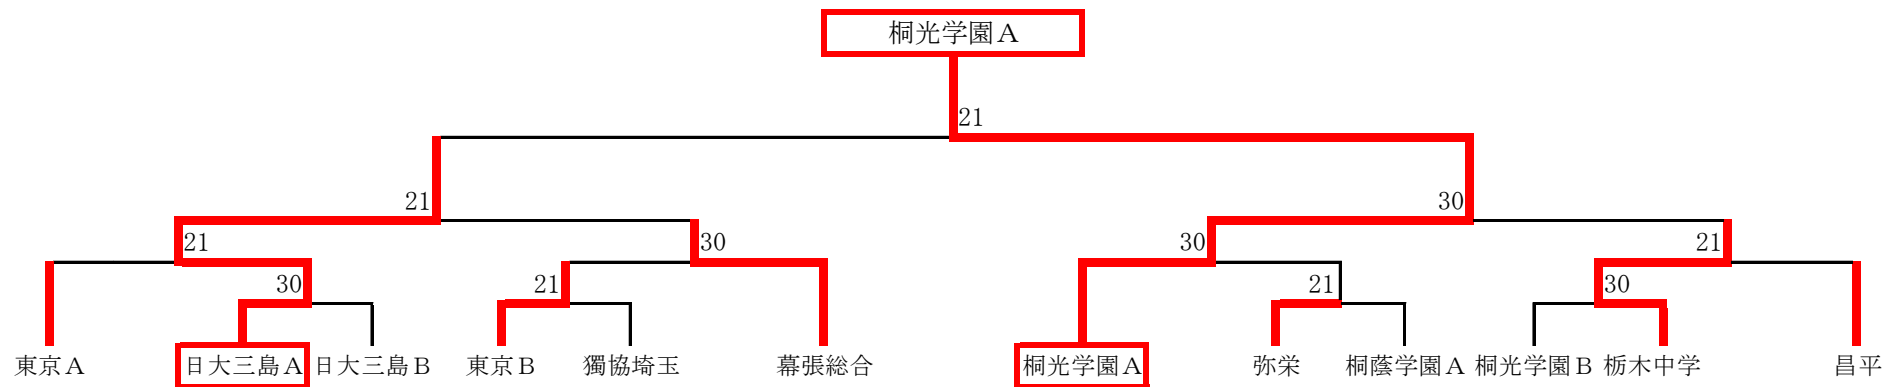 桐光学園A
21
21
30
21
30
30
21
30
21
21
30
東京A
日大三島A
日大三島B
東京B
獨協埼玉
幕張総合
桐光学園A
弥栄
桐蔭学園A
桐光学園B
栃木中学
昌平